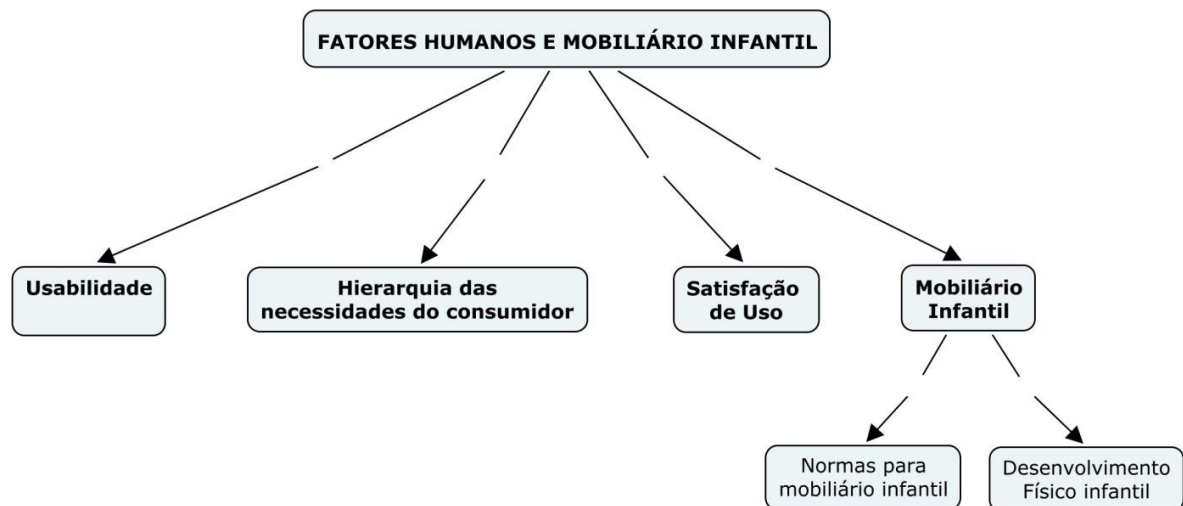 FATORES HUMANOS E MOBILIÁRIO INFANTIL
Usabilidade
Hierarquia das
necessidades do consumidor
Satisfação
de Uso
Mobiliário
Infantil
Normas para
mobiliário infantil
Desenvolvimento
Físico infantil